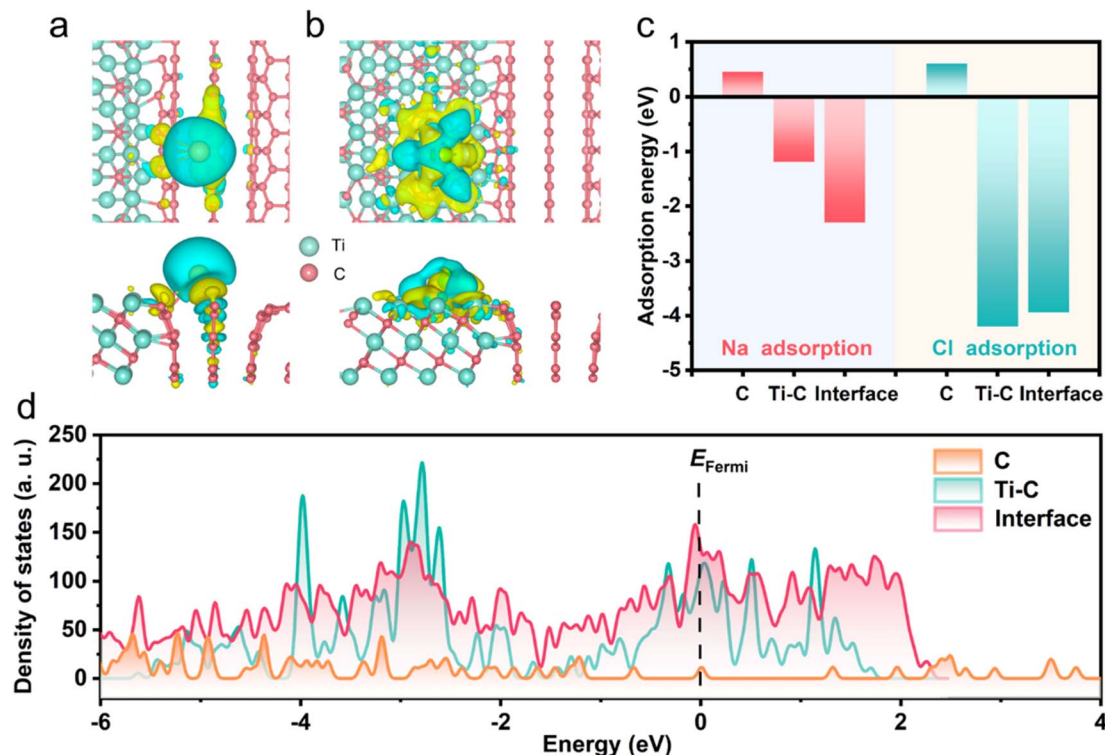 a
b
Ti
C
c
Adsorption energy (eV)
1
0
-1
-2
-3
-4
-5
Na adsorption
Cl adsorption
C Ti-C Interface C Ti-C Interface
d
Density of states (a. u.)
250
200
150
100
50
0
EFermi
C
Ti-C
Interface
-6 -4 -2 0 2 4
Energy (eV)